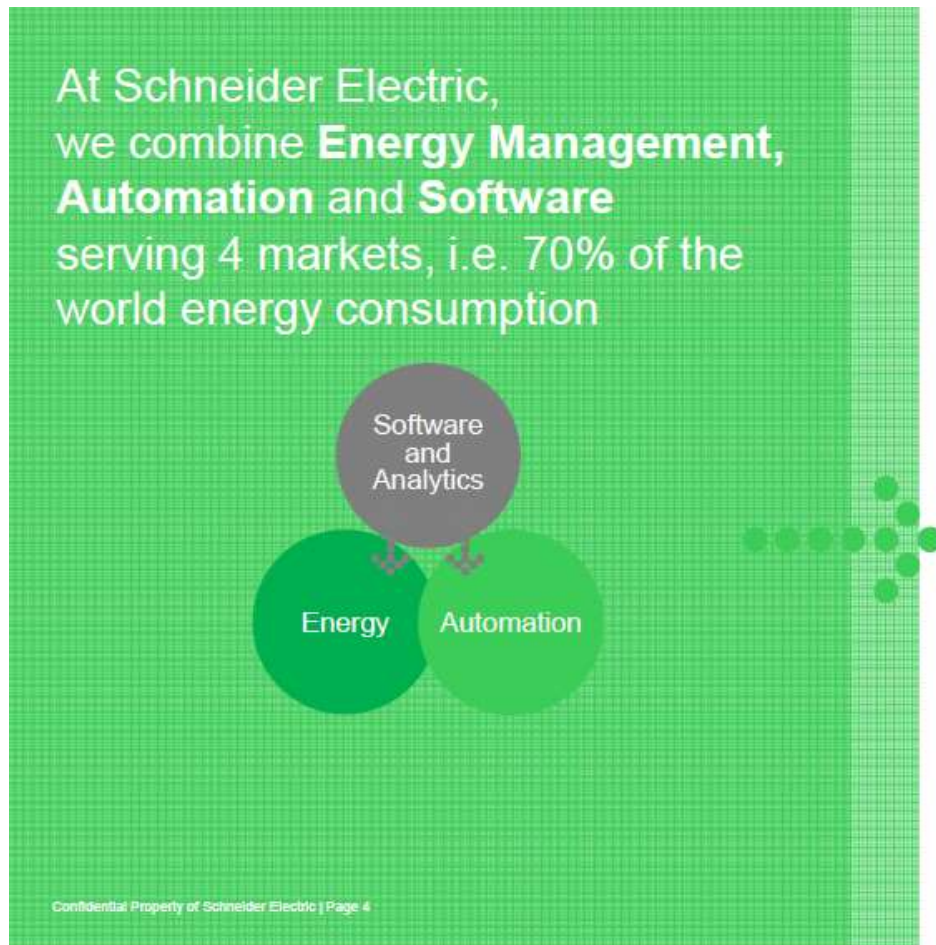 At Schneider Electric,
we combine Energy Management,
Automation and Software
serving 4 markets, i.e. 70% of the
world energy consumption
Software
and
Analytics
Energy
Automation
Confidential Property of Schneider Electric | Page 4